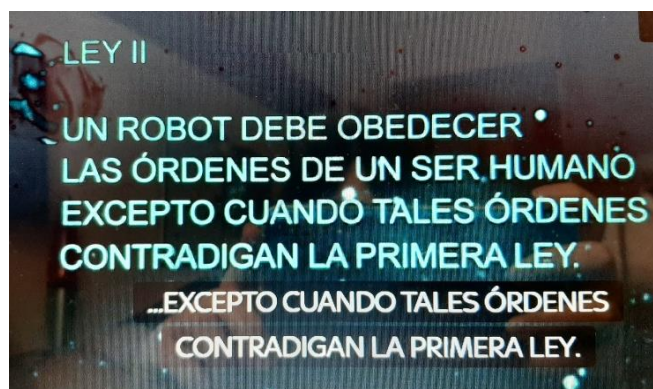 LEY II
UN ROBOT DEBE OBEDECER
LAS ÓRDENES DE UN SER HUMANO
EXCEPTO CUANDO TALES ÓRDENES
CONTRADIGAN LA PRIMERA LEY.
...EXCEPTO CUANDO TALES ÓRDENES
CONTRADIGAN LA PRIMERA LEY.